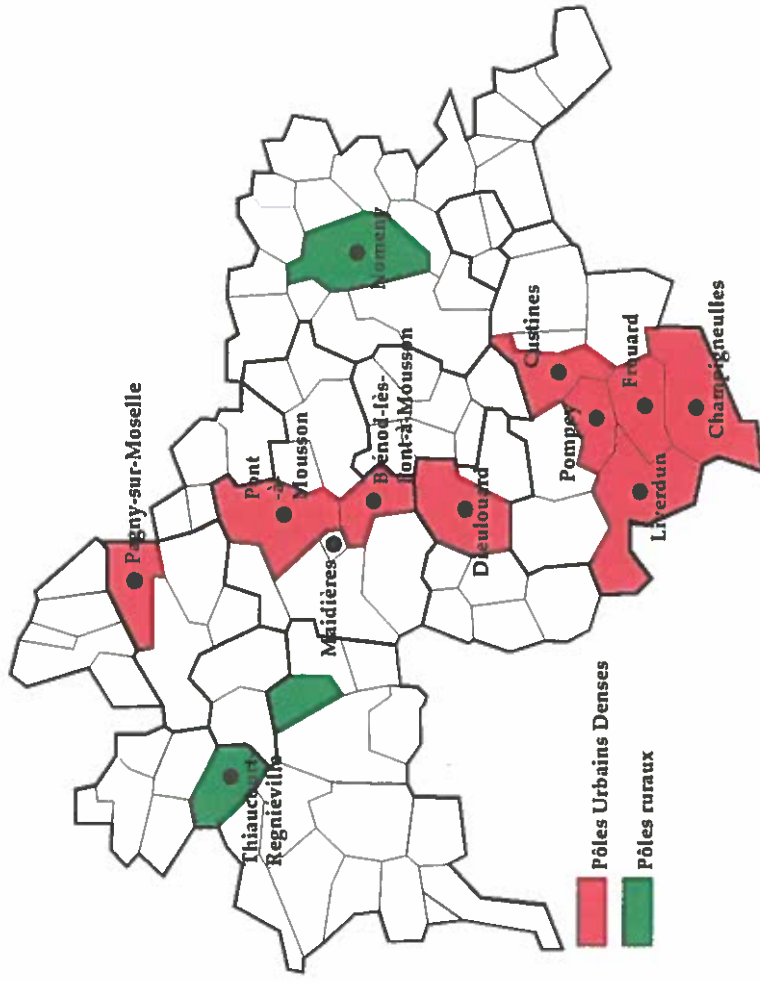 Pagny-sur-Moselle
Pont
-à-
Mousson
Nomeny
Maidières
Blénod-lès-
Pont-à-Mousson
Thiaucourt
Regniéville
Dieulouard
Custines
Pompey
Frouard
Liverdun
Champigneulles
Pôles Urbains Denses
Pôles ruraux